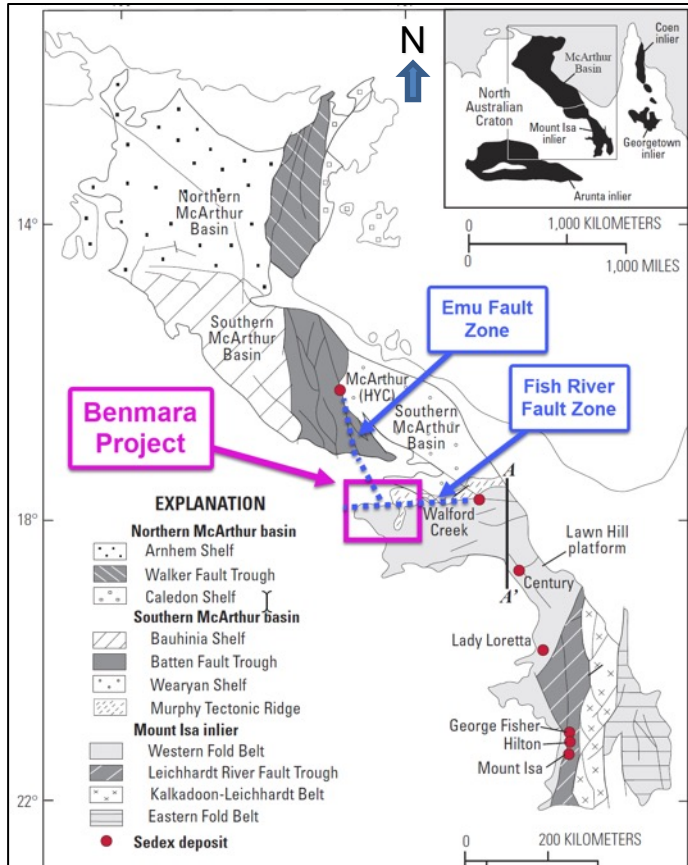 N
McArthur
Basin
Coen
inlier
North
Australian
Craton
Mount Isa
inlier
Georgetown
inlier
Arunta inlier
0 1,000 KILOMETERS
0 1,000 MILES
14°
Northern
McArthur
Basin
Southern
McArthur
Basin
Emu Fault
Zone
McArthur
(HYC)
Southern
McArthur
Basin
Fish River
Fault Zone
Benmara
Project
18°
Walford
Creek
A
A'
Lawn Hill
platform
Century
Lady Loretta
George Fisher
Hilton
Mount Isa
EXPLANATION
Northern McArthur basin
Arnhem Shelf
Walker Fault Trough
Caledon Shelf
Southern McArthur basin
Bauhinia Shelf
Batten Fault Trough
Wearyan Shelf
Murphy Tectonic Ridge
Mount Isa inlier
Western Fold Belt
Leichhardt River Fault Trough
Kalkadoon-Leichhardt Belt
Eastern Fold Belt
Sedex deposit
22°
0 200 KILOMETERS